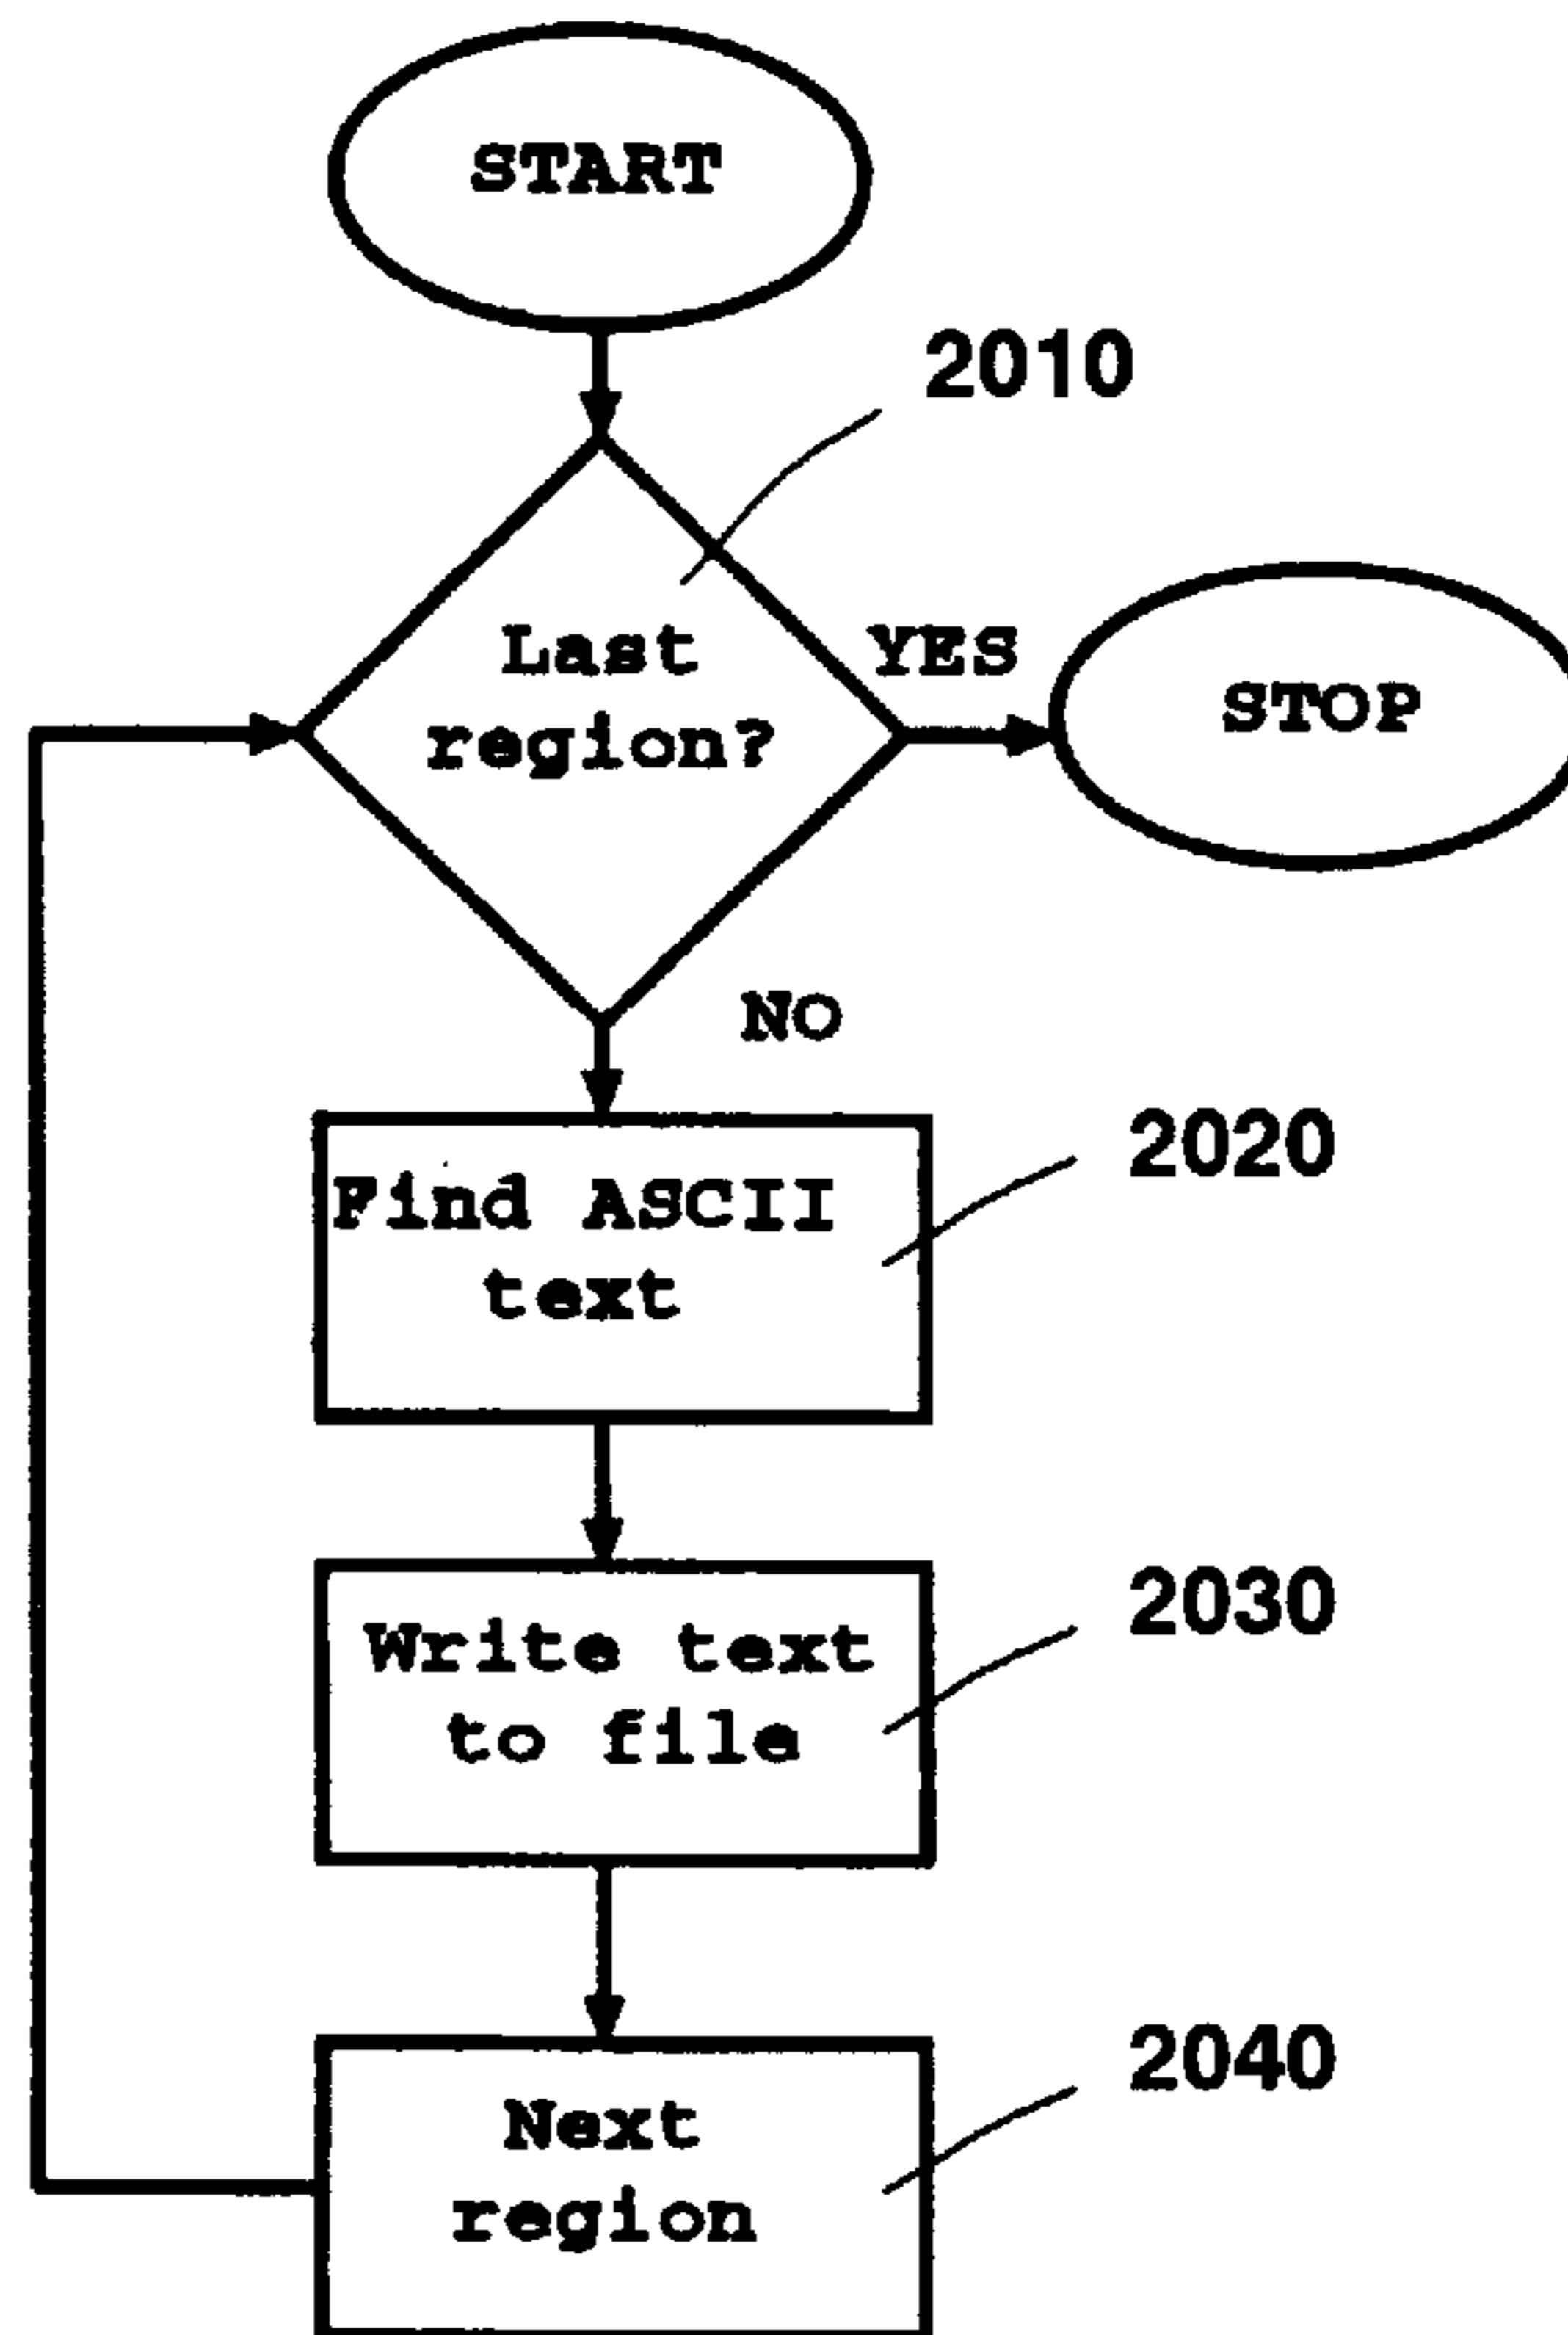 START
2010
Last
region?
YES
STOP
NO
2020
Find ASCII
text
2030
Write text
to file
2040
Next
region